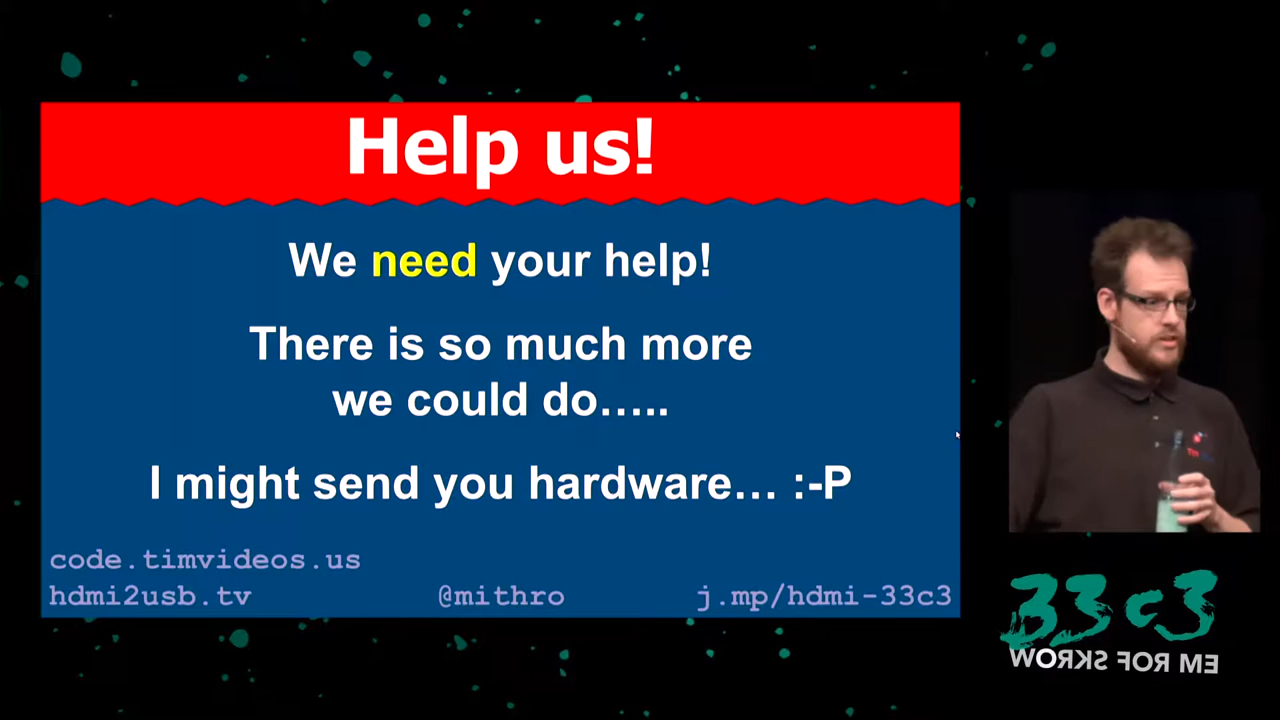 Help us!
We need your help!
There is so much more
we could do…..
I might send you hardware… :-P
code.timvideos.us
hdmi2usb.tv
@mithro
j.mp/hdmi-33c3
33c3
WORKS FOR ME